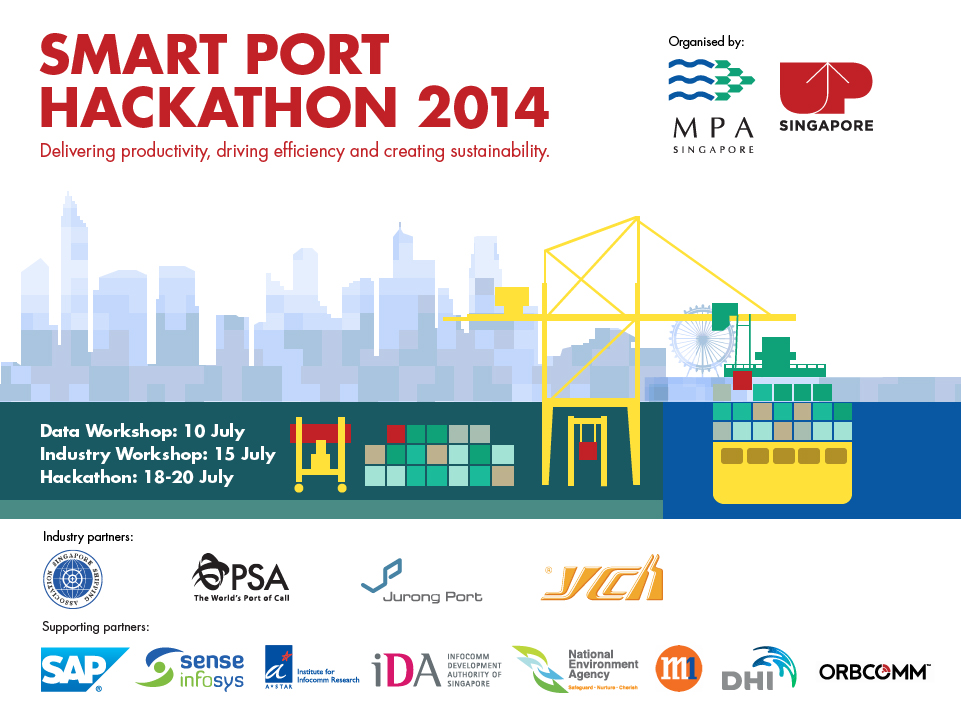 SMART PORT
HACKATHON 2014
Delivering productivity, driving efficiency and creating sustainability.
Organised by:
MPA
SINGAPORE
UP
SINGAPORE
Data Workshop: 10 July
Industry Workshop: 15 July
Hackathon: 18-20 July
Industry partners:
SINGAPORE SHIPPING ASSOCIATION
PSA
The World's Port of Call
Jurong Port
® YCH
Supporting partners:
SAP®
sense
infosys
A*STAR
Institute for
Infocomm Research
iDA
INFOCOMM
DEVELOPMENT
AUTHORITY OF
SINGAPORE
National
Environment
Agency
Safeguard • Nurture • Cherish
M1
DHI
ORBCOMM™